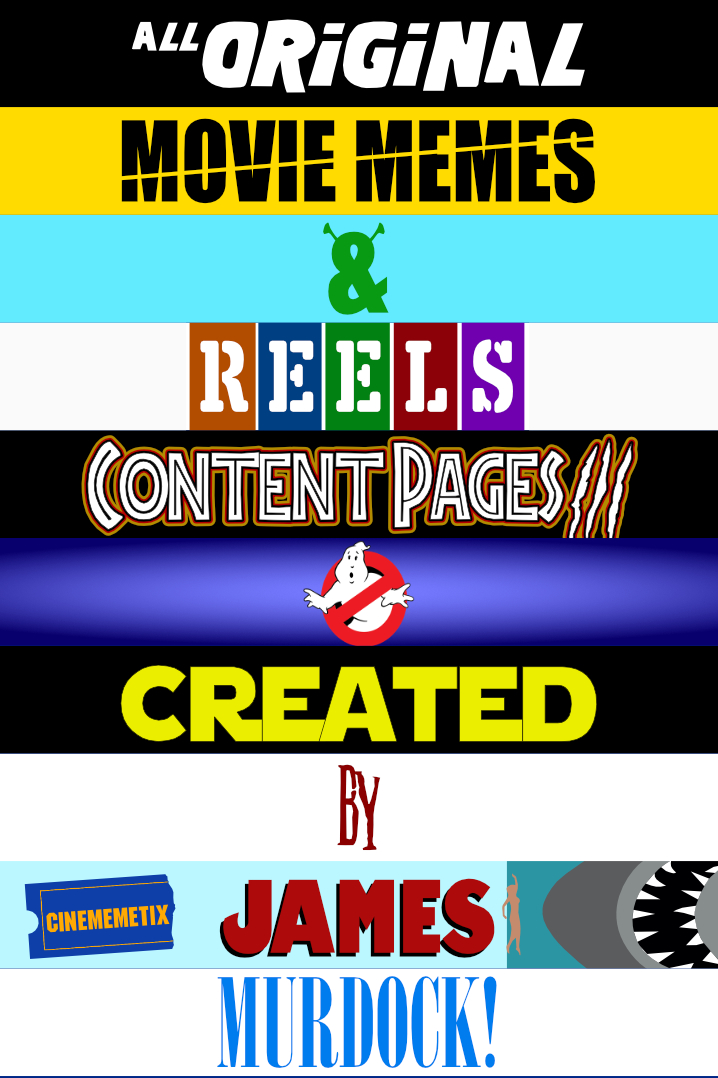 ALL ORiGiNAL
MOVIE MEMES
&
REELS
CONTENT PAGES
CREATED
BY
CINEMEMETIX
JAMES
MURDOCK!